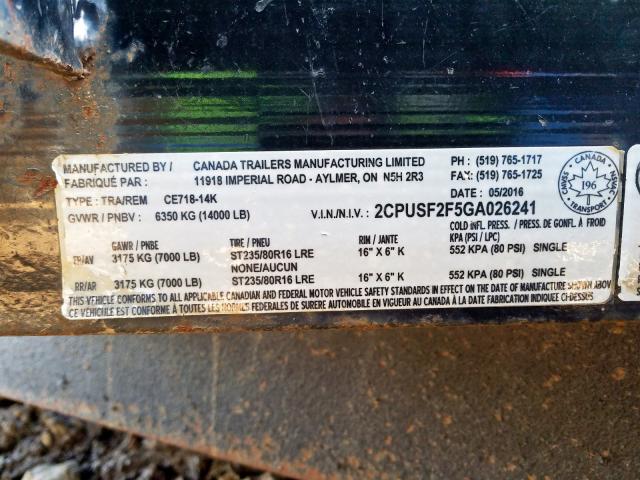 MANUFACTURED BY / CANADA TRAILERS MANUFACTURING LIMITED PH : (519) 765-1717
FABRIQUÉ PAR : 11918 IMPERIAL ROAD - AYLMER, ON N5H 2R3 FAX: (519) 765-1725
TYPE : TRA/REM CE718-14K DATE : 05/2016
GVWR / PNBV : 6350 KG (14000 LB) V.I.N./N.I.V. : 2CPUSF2F5GA026241
COLD INFL. PRESS. / PRESS. DE GONFL. À FROID
GAWR / PNBE TIRE / PNEU RIM / JANTE KPA (PSI / LPC)
FR/AV 3175 KG (7000 LB) ST235/80R16 LRE 16" X 6" K 552 KPA (80 PSI) SINGLE
NONE/AUCUN
RR/AR 3175 KG (7000 LB) ST235/80R16 LRE 16" X 6" K 552 KPA (80 PSI) SINGLE
THIS VEHICLE CONFORMS TO ALL APPLICABLE CANADIAN AND FEDERAL MOTOR VEHICLE SAFETY STANDARDS IN EFFECT ON THE DATE OF MANUFACTURE SHOWN ABOVE
CE VÉHICULE EST CONFORME À TOUTES LES NORMES FEDERALES DE SURETE AUTOMOBILE EN VIGUEUR AU CANADA À LA DATE FABRICATION INDIQUEE CI-DESSUS
CANADA
196
TRANSPORT